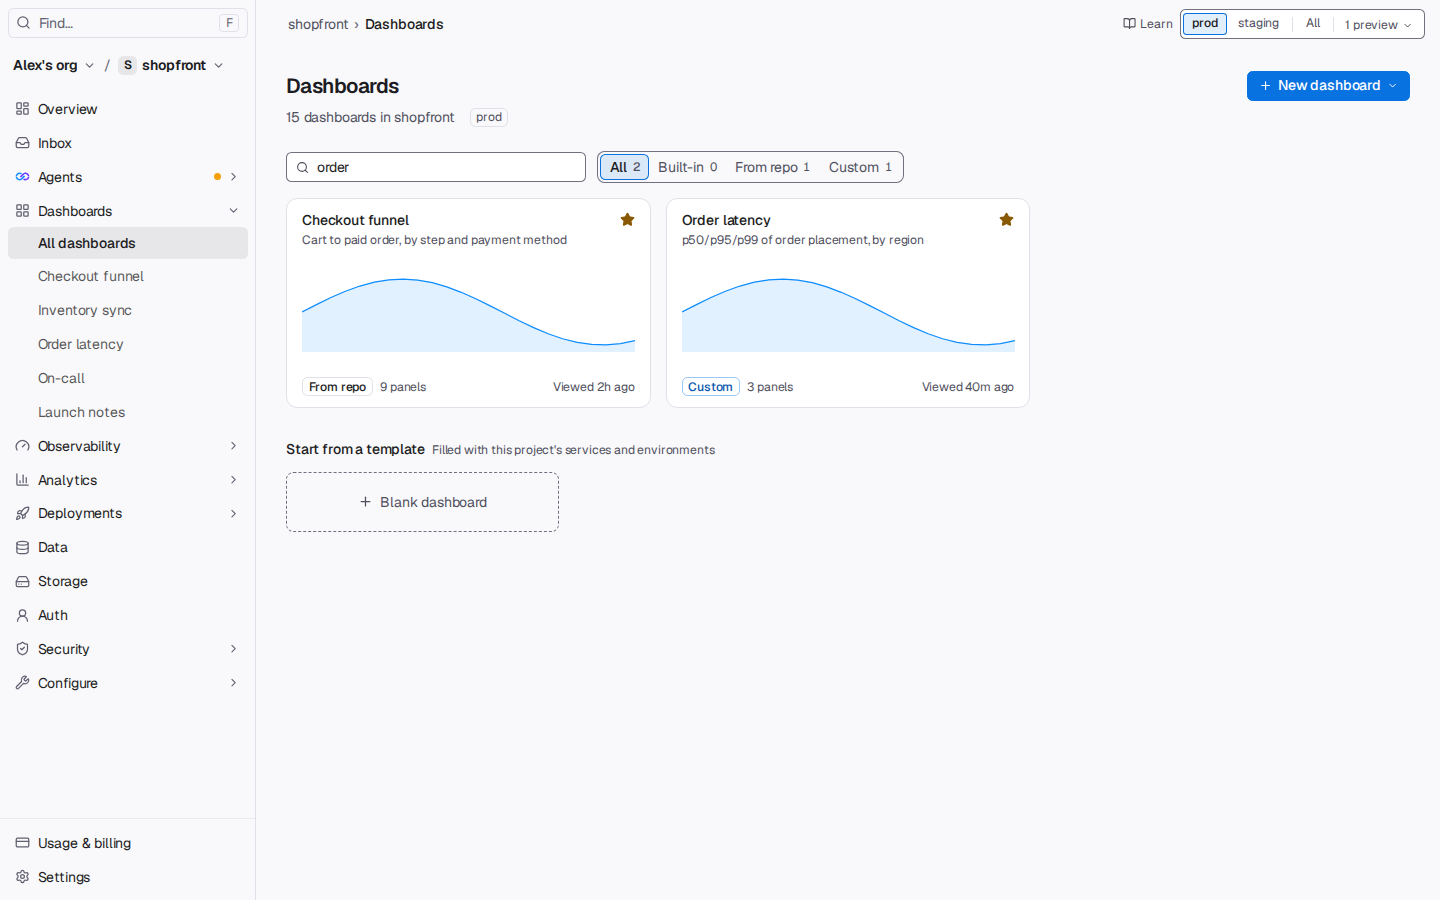 Find...
F
Alex's org / S shopfront
Overview
Inbox
Agents
Dashboards
All dashboards
Checkout funnel
Inventory sync
Order latency
On-call
Launch notes
Observability
Analytics
Deployments
Data
Storage
Auth
Security
Configure
Usage & billing
Settings
shopfront › Dashboards
Learn
prod staging All 1 preview
Dashboards
New dashboard
15 dashboards in shopfront prod
order
All 2 Built-in 0 From repo 1 Custom 1
Checkout funnel
Cart to paid order, by step and payment method
From repo 9 panels Viewed 2h ago
Order latency
p50/p95/p99 of order placement, by region
Custom 3 panels Viewed 40m ago
Start from a template Filled with this project's services and environments
Blank dashboard